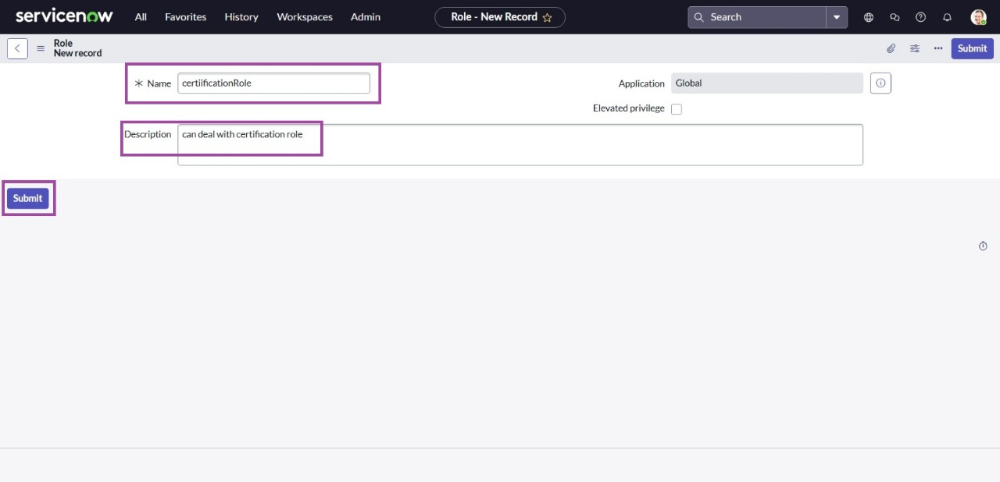 servicenow All Favorites History Workspaces Admin Role - New Record Search
Role
New record
Submit
Name certiificationRole Application Global
Elevated privilege
Description can deal with certification role
Submit